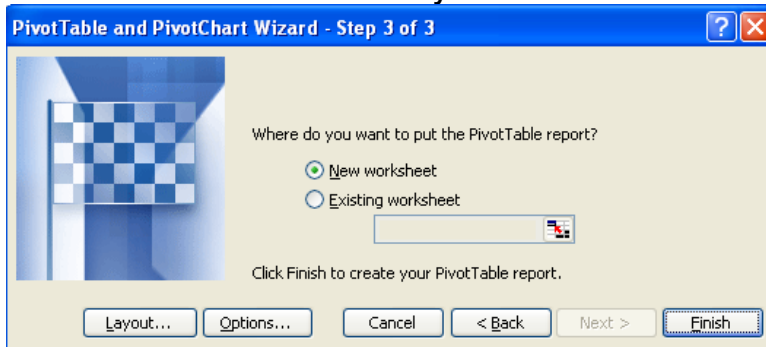 PivotTable and PivotChart Wizard - Step 3 of 3
Where do you want to put the PivotTable report?
New worksheet
Existing worksheet
Click Finish to create your PivotTable report.
Layout... Options... Cancel < Back Next > Finish